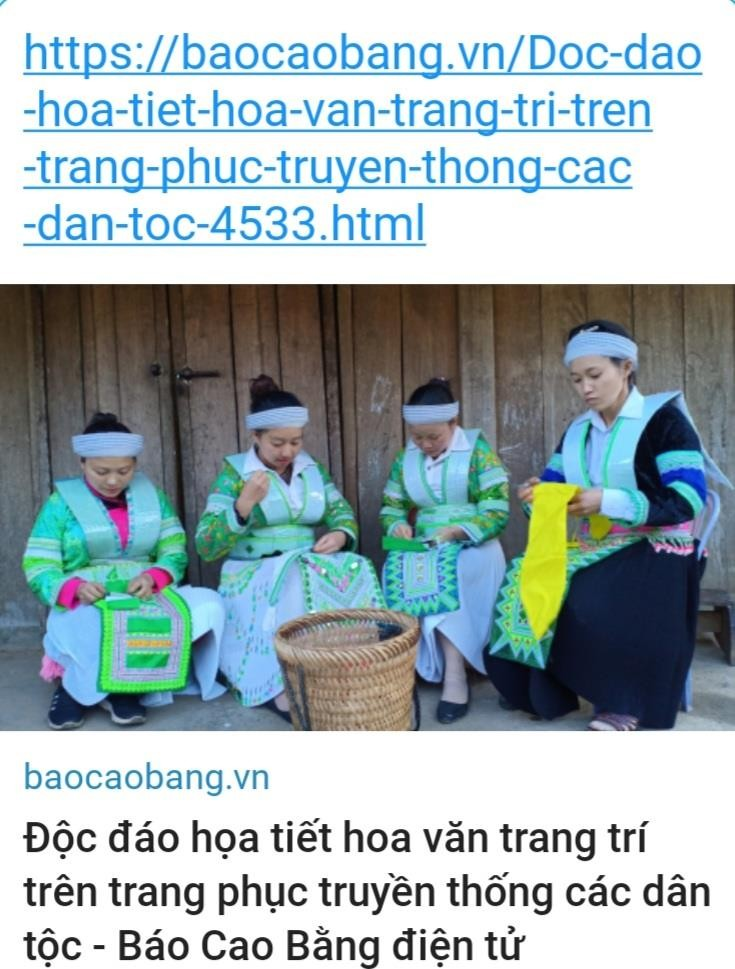 https://baocaobang.vn/Doc-dao
-hoa-tiet-hoa-van-trang-tri-tren
-trang-phuc-truyen-thong-cac
-dan-toc-4533.html
baocaobang.vn
Độc đáo họa tiết hoa văn trang trí
trên trang phục truyền thống các dân
tộc - Báo Cao Bằng điện tử